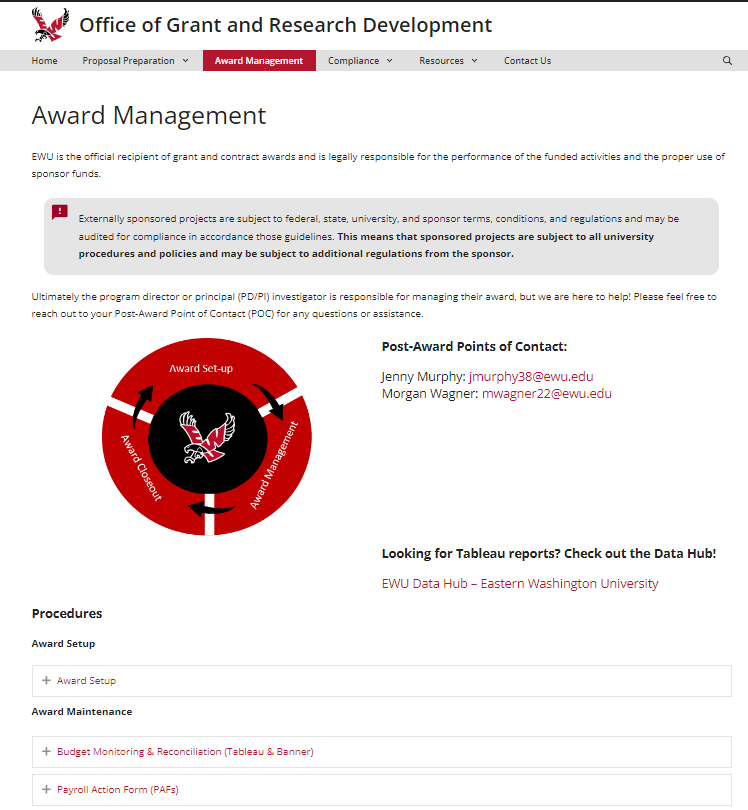 Office of Grant and Research Development
Home Proposal Preparation Award Management Compliance Resources Contact Us
Award Management
EWU is the official recipient of grant and contract awards and is legally responsible for the performance of the funded activities and the proper use of
sponsor funds.
Externally sponsored projects are subject to federal, state, university, and sponsor terms, conditions, and regulations and may be
audited for compliance in accordance those guidelines. This means that sponsored projects are subject to all university
procedures and policies and may be subject to additional regulations from the sponsor.
Ultimately the program director or principal (PD/PI) investigator is responsible for managing their award, but we are here to help! Please feel free to
reach out to your Post-Award Point of Contact (POC) for any questions or assistance.
Award Set-up
Award Management
Award Closeout
EWU
Post-Award Points of Contact:
Jenny Murphy: jmurphy38@ewu.edu
Morgan Wagner: mwagner22@ewu.edu
Looking for Tableau reports? Check out the Data Hub!
EWU Data Hub – Eastern Washington University
Procedures
Award Setup
+ Award Setup
Award Maintenance
+ Budget Monitoring & Reconciliation (Tableau & Banner)
+ Payroll Action Form (PAFs)